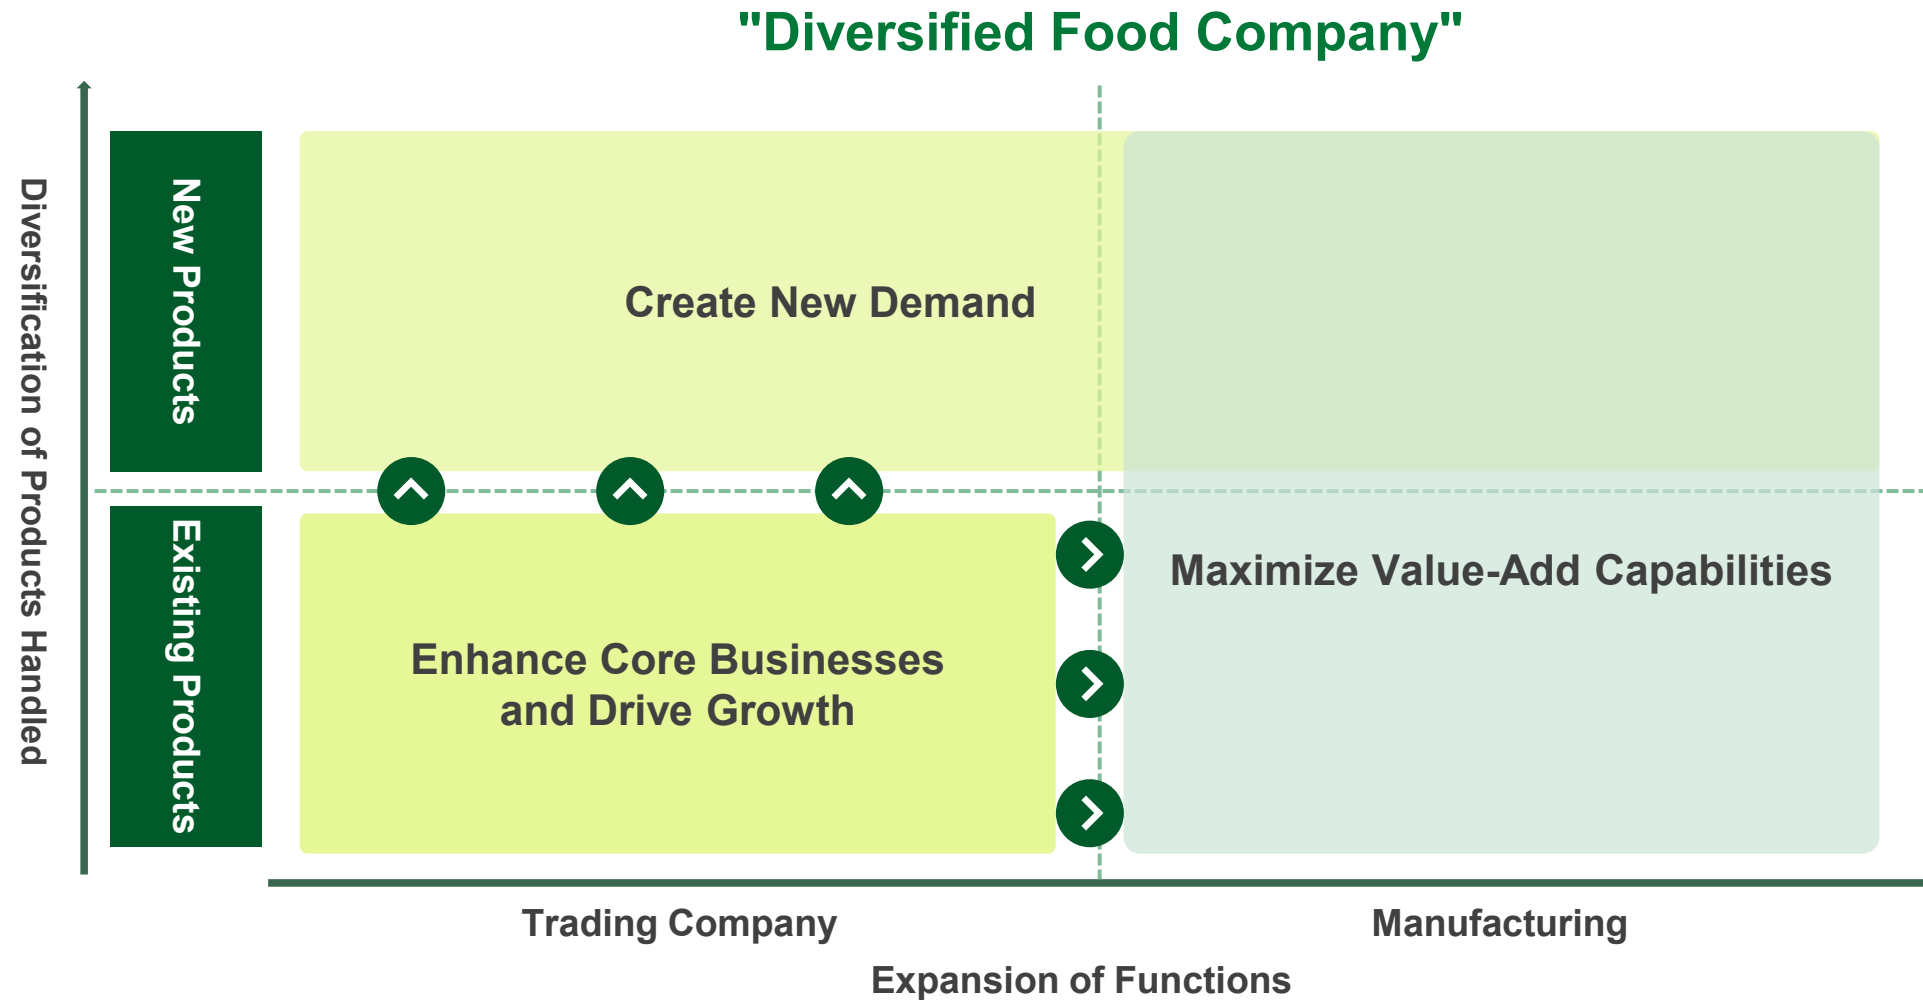 "Diversified Food Company"
Diversification of Products Handled
New Products
Create New Demand
Existing Products
Enhance Core Businesses
and Drive Growth
Maximize Value-Add Capabilities
Trading Company
Manufacturing
Expansion of Functions